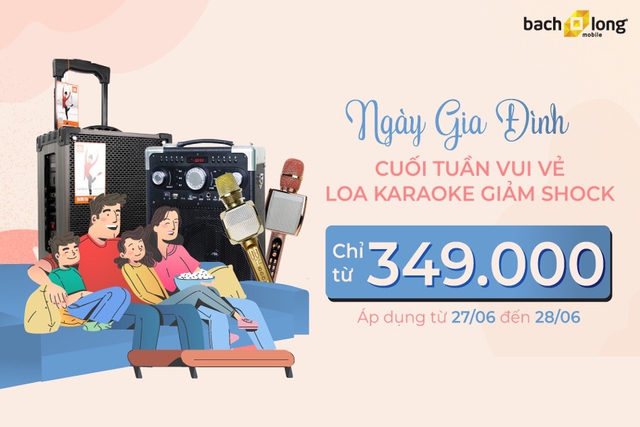 bach long
mobile
Ngày Gia Đình
CUỐI TUẦN VUI VẺ
LOA KARAOKE GIẢM SHOCK
Chỉ từ 349.000
Áp dụng từ 27/06 đến 28/06